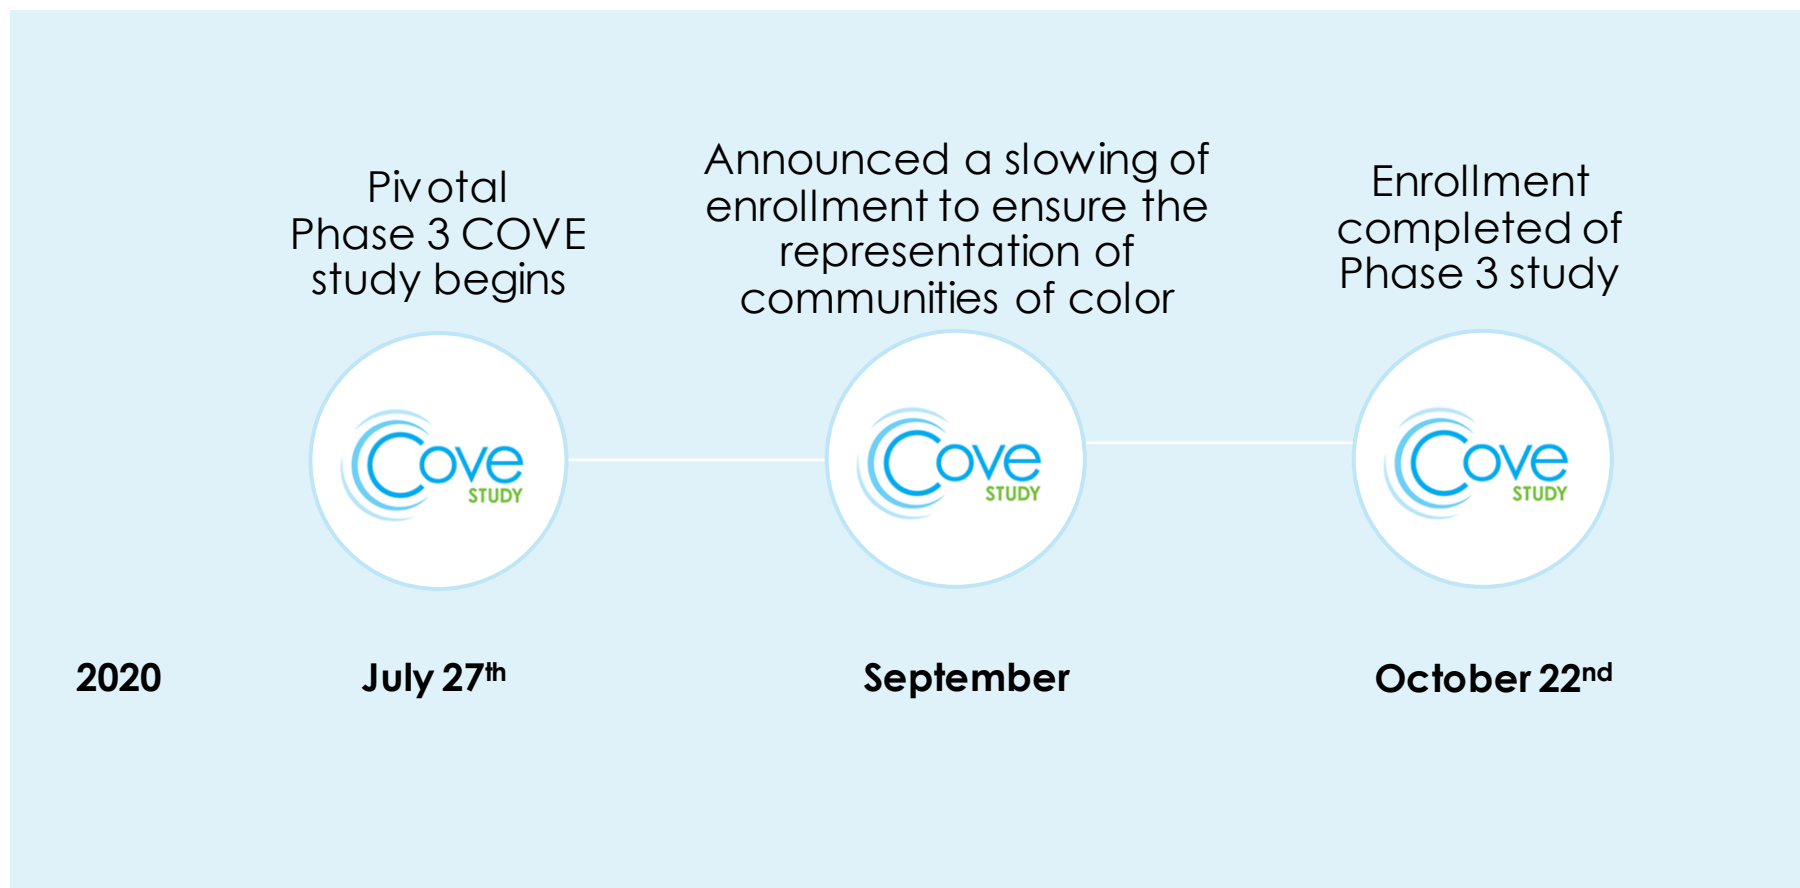 Pivotal
Phase 3 COVE
study begins
Announced a slowing of
enrollment to ensure the
representation of
communities of color
Enrollment
completed of
Phase 3 study
Cove
STUDY
Cove
STUDY
Cove
STUDY
2020
July 27th
September
October 22nd